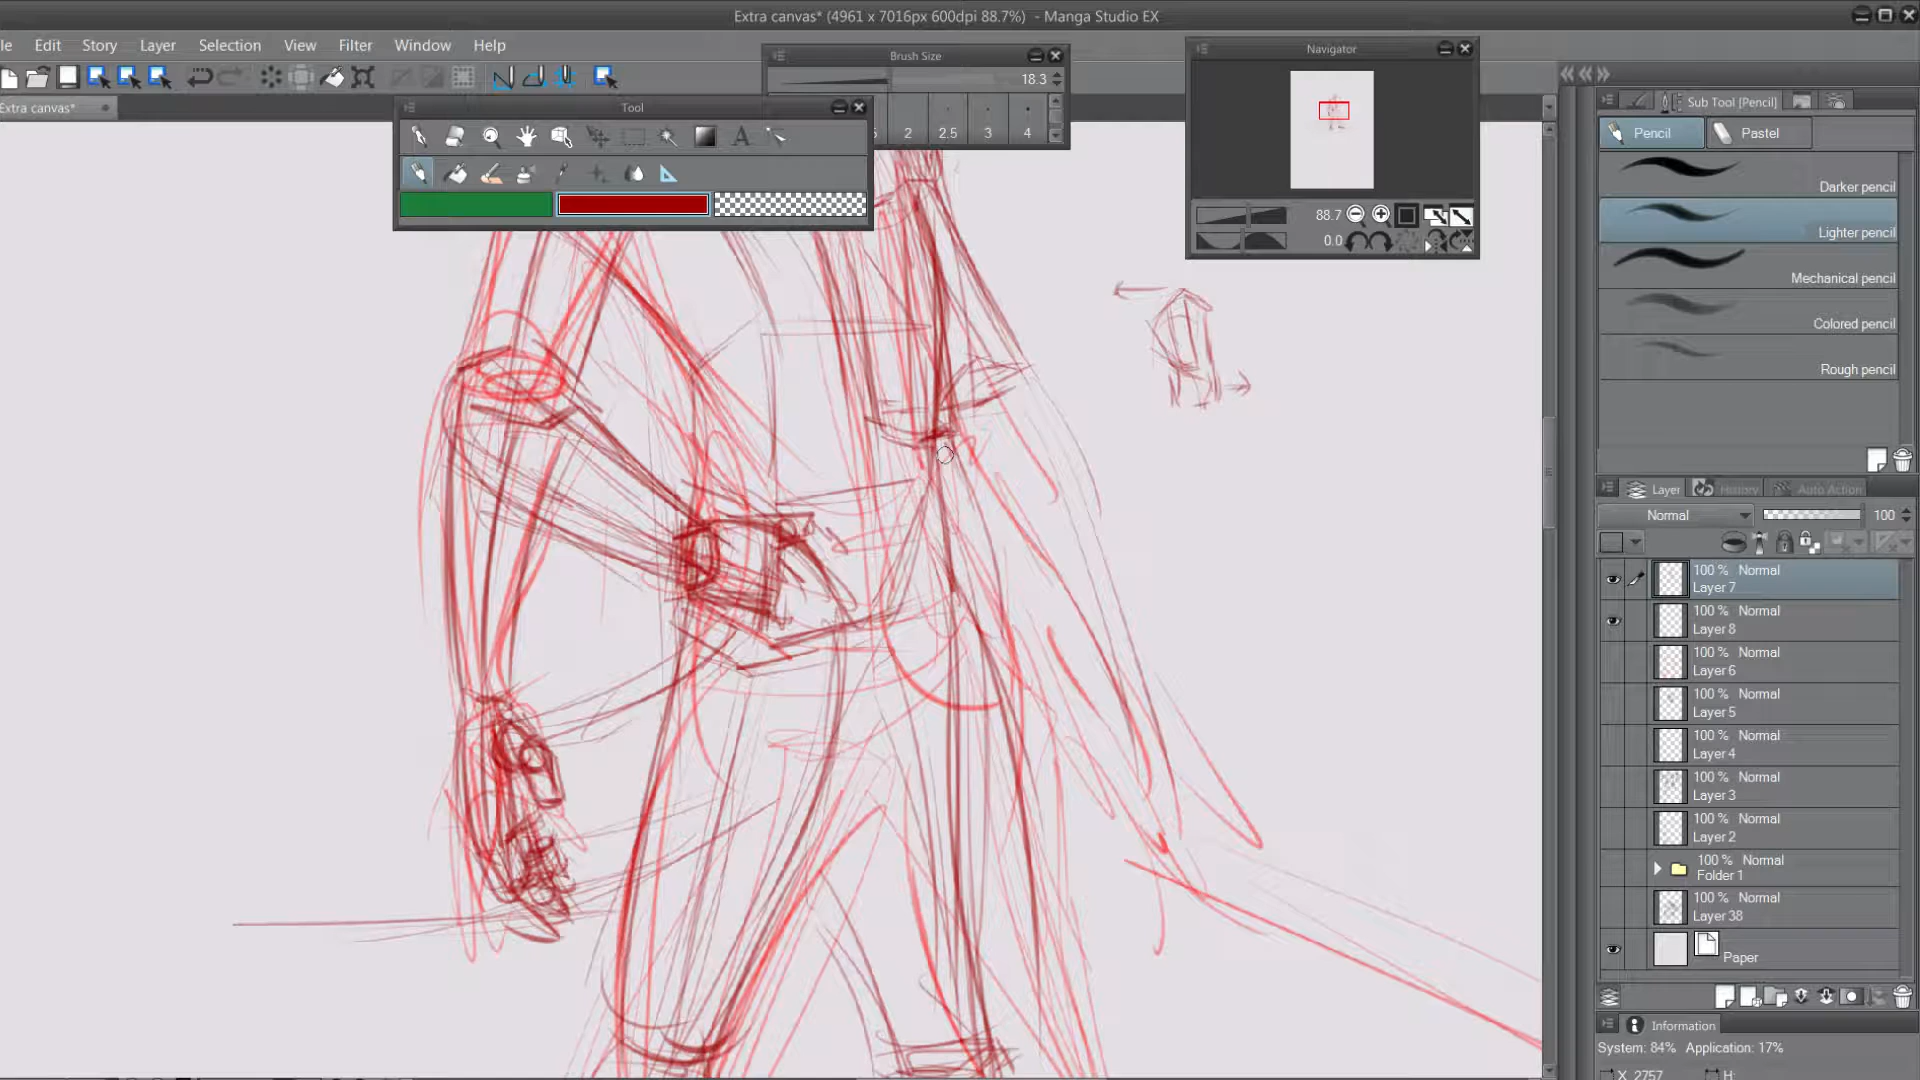 Extra canvas* (4961 x 7016px 600dpi 88.7%) - Manga Studio EX
le Edit Story Layer Selection View Filter Window Help
Brush Size
Navigator
18.3
Extra canvas*
Tool
2 2.5 3 4
Sub Tool [Pencil]
Pencil
Pastel
Darker pencil
Lighter pencil
Mechanical pencil
Colored pencil
Rough pencil
88.7
0.0
Layer
History
Auto Action
Normal
100
100 % Normal
Layer 7
100 % Normal
Layer 8
100 % Normal
Layer 6
100 % Normal
Layer 5
100 % Normal
Layer 4
100 % Normal
Layer 3
100 % Normal
Layer 2
100 % Normal
Folder 1
100 % Normal
Layer 38
Paper
Information
System: 84% Application: 17%
X 2757 H: